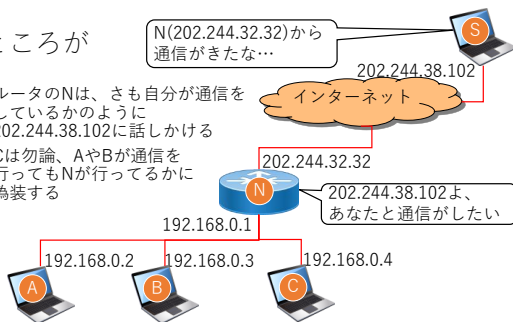 ところが
N(202.244.32.32)から
通信がきたな…
S
202.244.38.102
ルータのNは、さも自分が通信を
しているかのように
202.244.38.102に話しかける
インターネット
Cは勿論、AやBが通信を
行ってもNが行ってるかに
偽装する
202.244.32.32
N
202.244.38.102よ、
あなたと通信がしたい
192.168.0.1
192.168.0.2
192.168.0.3
192.168.0.4
A
B
C